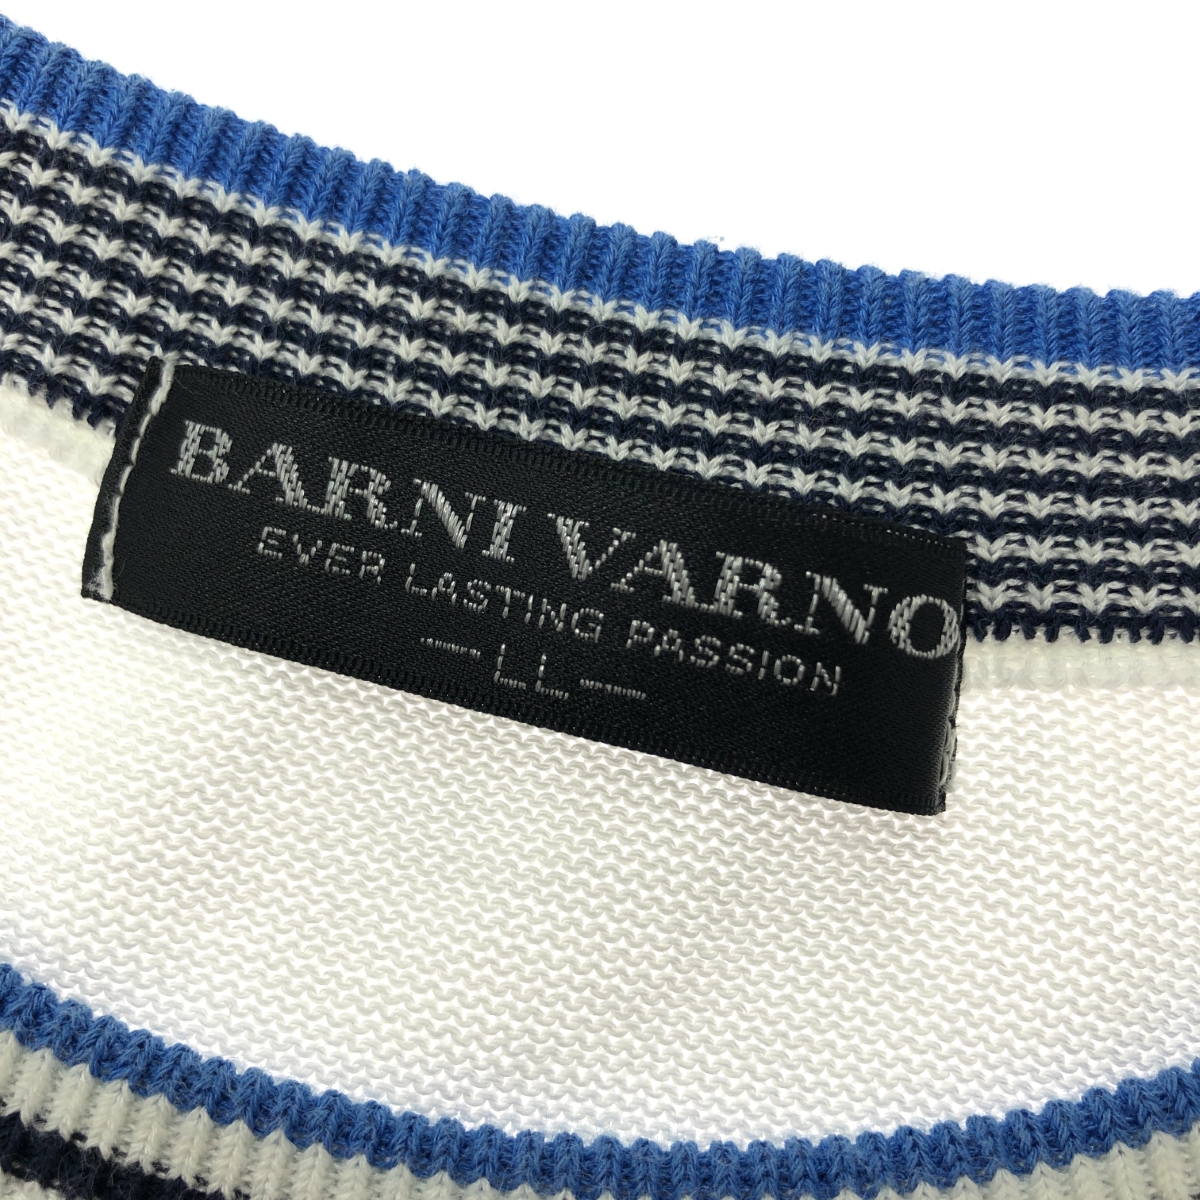 BARNI VARNO
EVER LASTING PASSION
—LL—